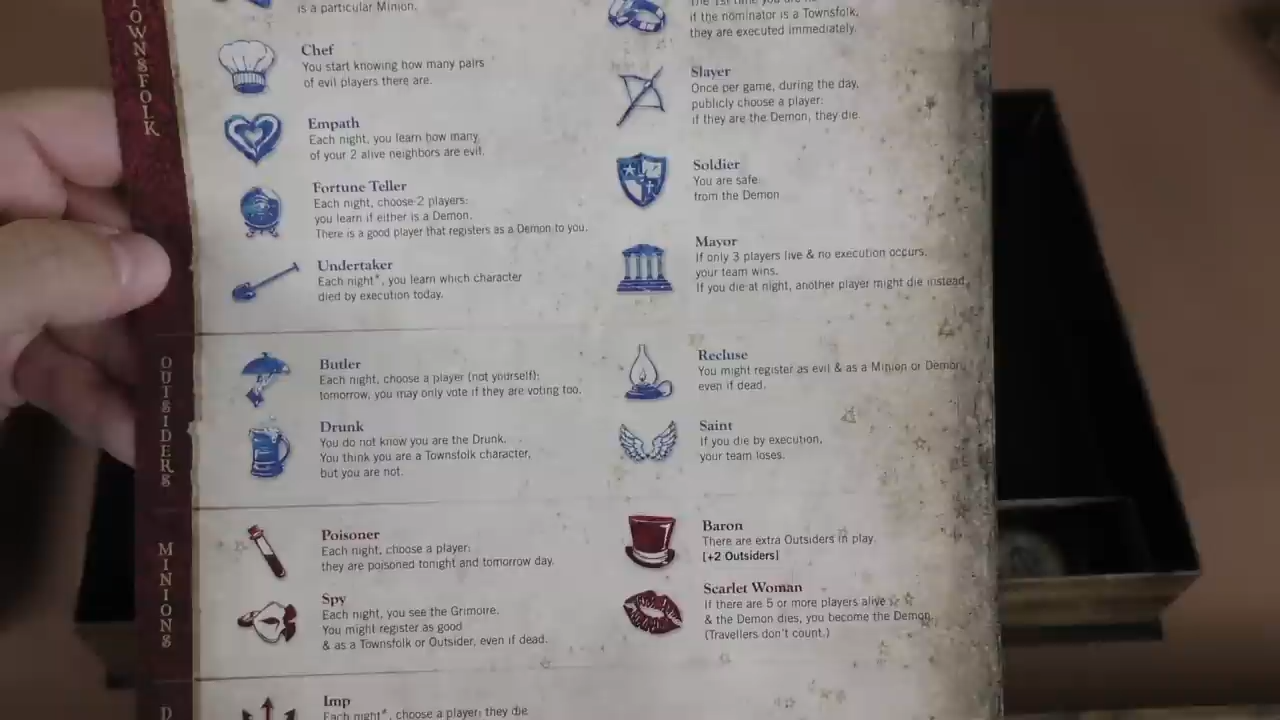 TOWNSFOLK
is a particular Minion.
Chef
You start knowing how many pairs
of evil players there are.
Empath
Each night, you learn how many
of your 2 alive neighbors are evil.
Fortune Teller
Each night, choose 2 players:
you learn if either is a Demon.
There is a good player that registers as a Demon to you.
Undertaker
Each night*, you learn which character
died by execution today.
if the nominator is a Townsfolk,
they are executed immediately.
Slayer
Once per game, during the day,
publicly choose a player:
if they are the Demon, they die.
Soldier
You are safe
from the Demon.
Mayor
If only 3 players live & no execution occurs,
your team wins.
If you die at night, another player might die instead.
OUTSIDERS
Butler
Each night, choose a player (not yourself):
tomorrow, you may only vote if they are voting too.
Drunk
You do not know you are the Drunk.
You think you are a Townsfolk character,
but you are not.
Recluse
You might register as evil & as a Minion or Demon,
even if dead.
Saint
If you die by execution,
your team loses.
MINIONS
Poisoner
Each night, choose a player:
they are poisoned tonight and tomorrow day.
Spy
Each night, you see the Grimoire.
You might register as good
& as a Townsfolk or Outsider, even if dead.
Baron
There are extra Outsiders in play.
[+2 Outsiders]
Scarlet Woman
If there are 5 or more players alive
& the Demon dies, you become the Demon.
(Travellers don't count.)
D
Imp
Each night*, choose a player: they die.